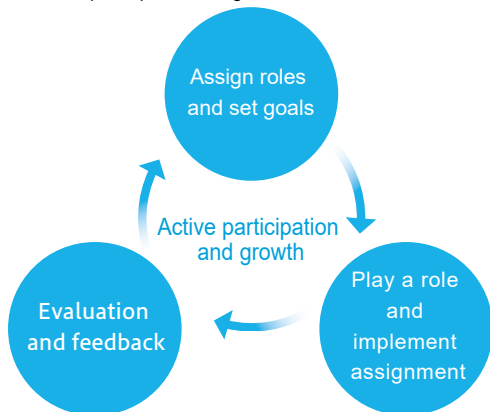 Assign roles
and set goals
Active participation
and growth
Play a role
and
implement
assignment
Evaluation
and feedback